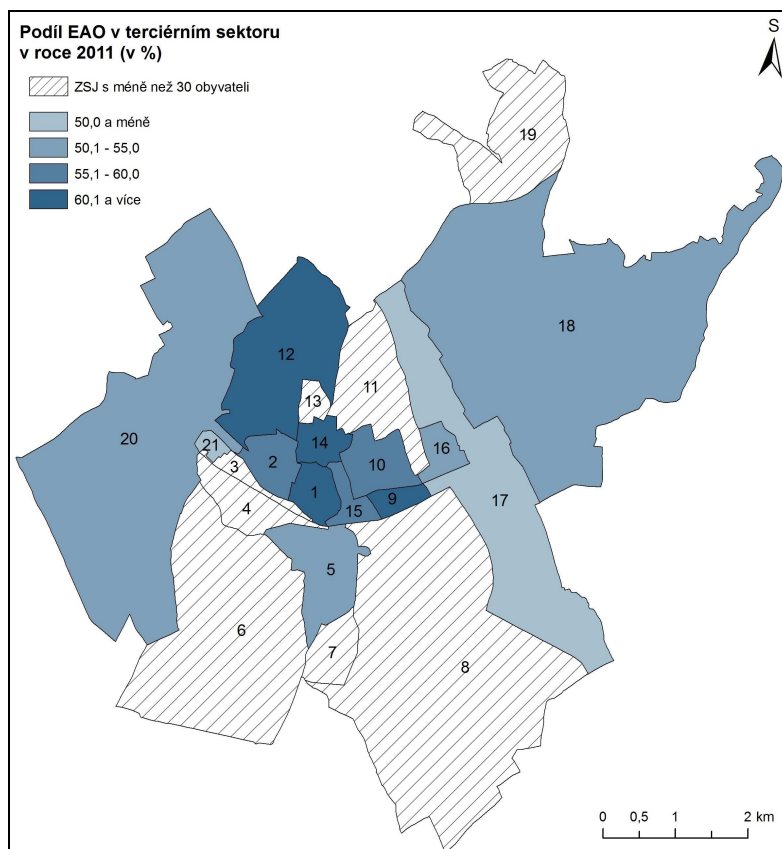 Podíl EAO v terciérním sektoru
v roce 2011 (v %)
ZSJ s méně než 30 obyvateli
50,0 a méně
50,1 - 55,0
55,1 - 60,0
60,1 a více
S
19
18
12
11
13
20
14
21
2
10
16
3
1
9
17
4
15
5
6
7
8
0 0,5 1 2 km